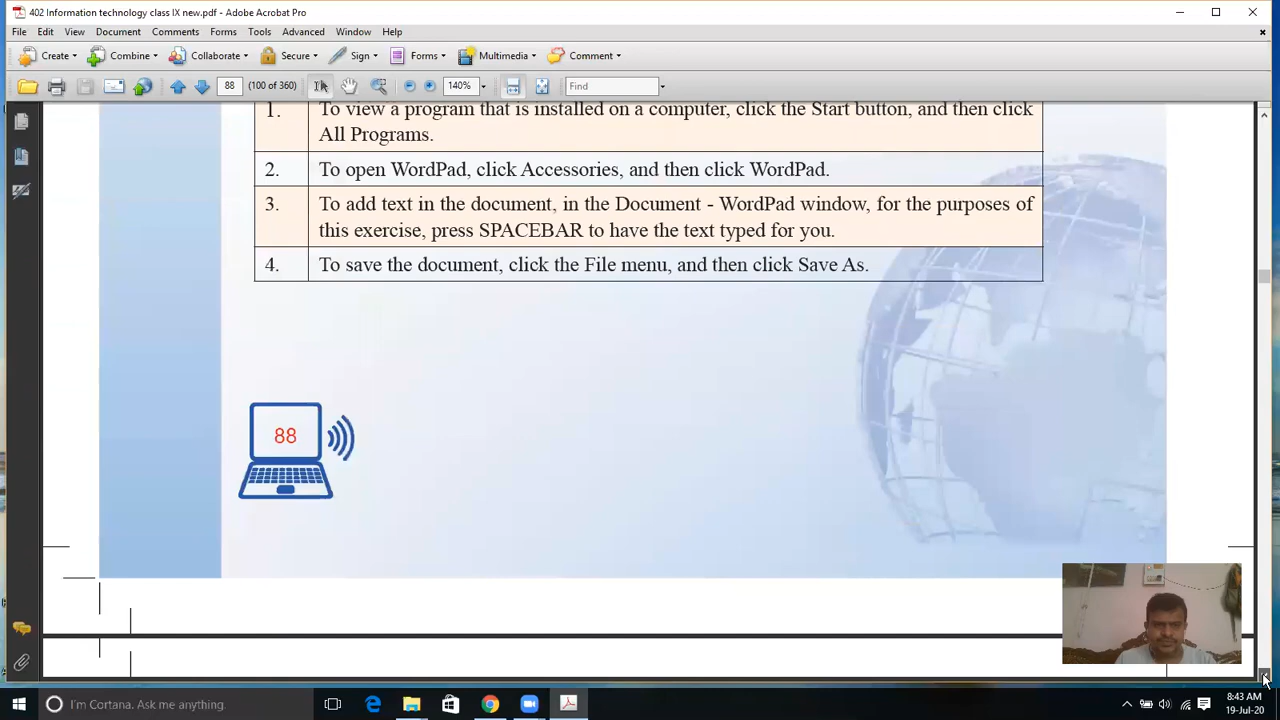 402 Information technology class IX new.pdf - Adobe Acrobat Pro
File Edit View Document Comments Forms Tools Advanced Window Help
Create Combine Collaborate Secure Sign Forms Multimedia Comment
88 (100 of 360) 140% Find
1. To view a program that is installed on a computer, click the Start button, and then click
All Programs.
2. To open WordPad, click Accessories, and then click WordPad.
3. To add text in the document, in the Document - WordPad window, for the purposes of
this exercise, press SPACEBAR to have the text typed for you.
4. To save the document, click the File menu, and then click Save As.
88
I'm Cortana. Ask me anything.
8:43 AM
19-Jul-20